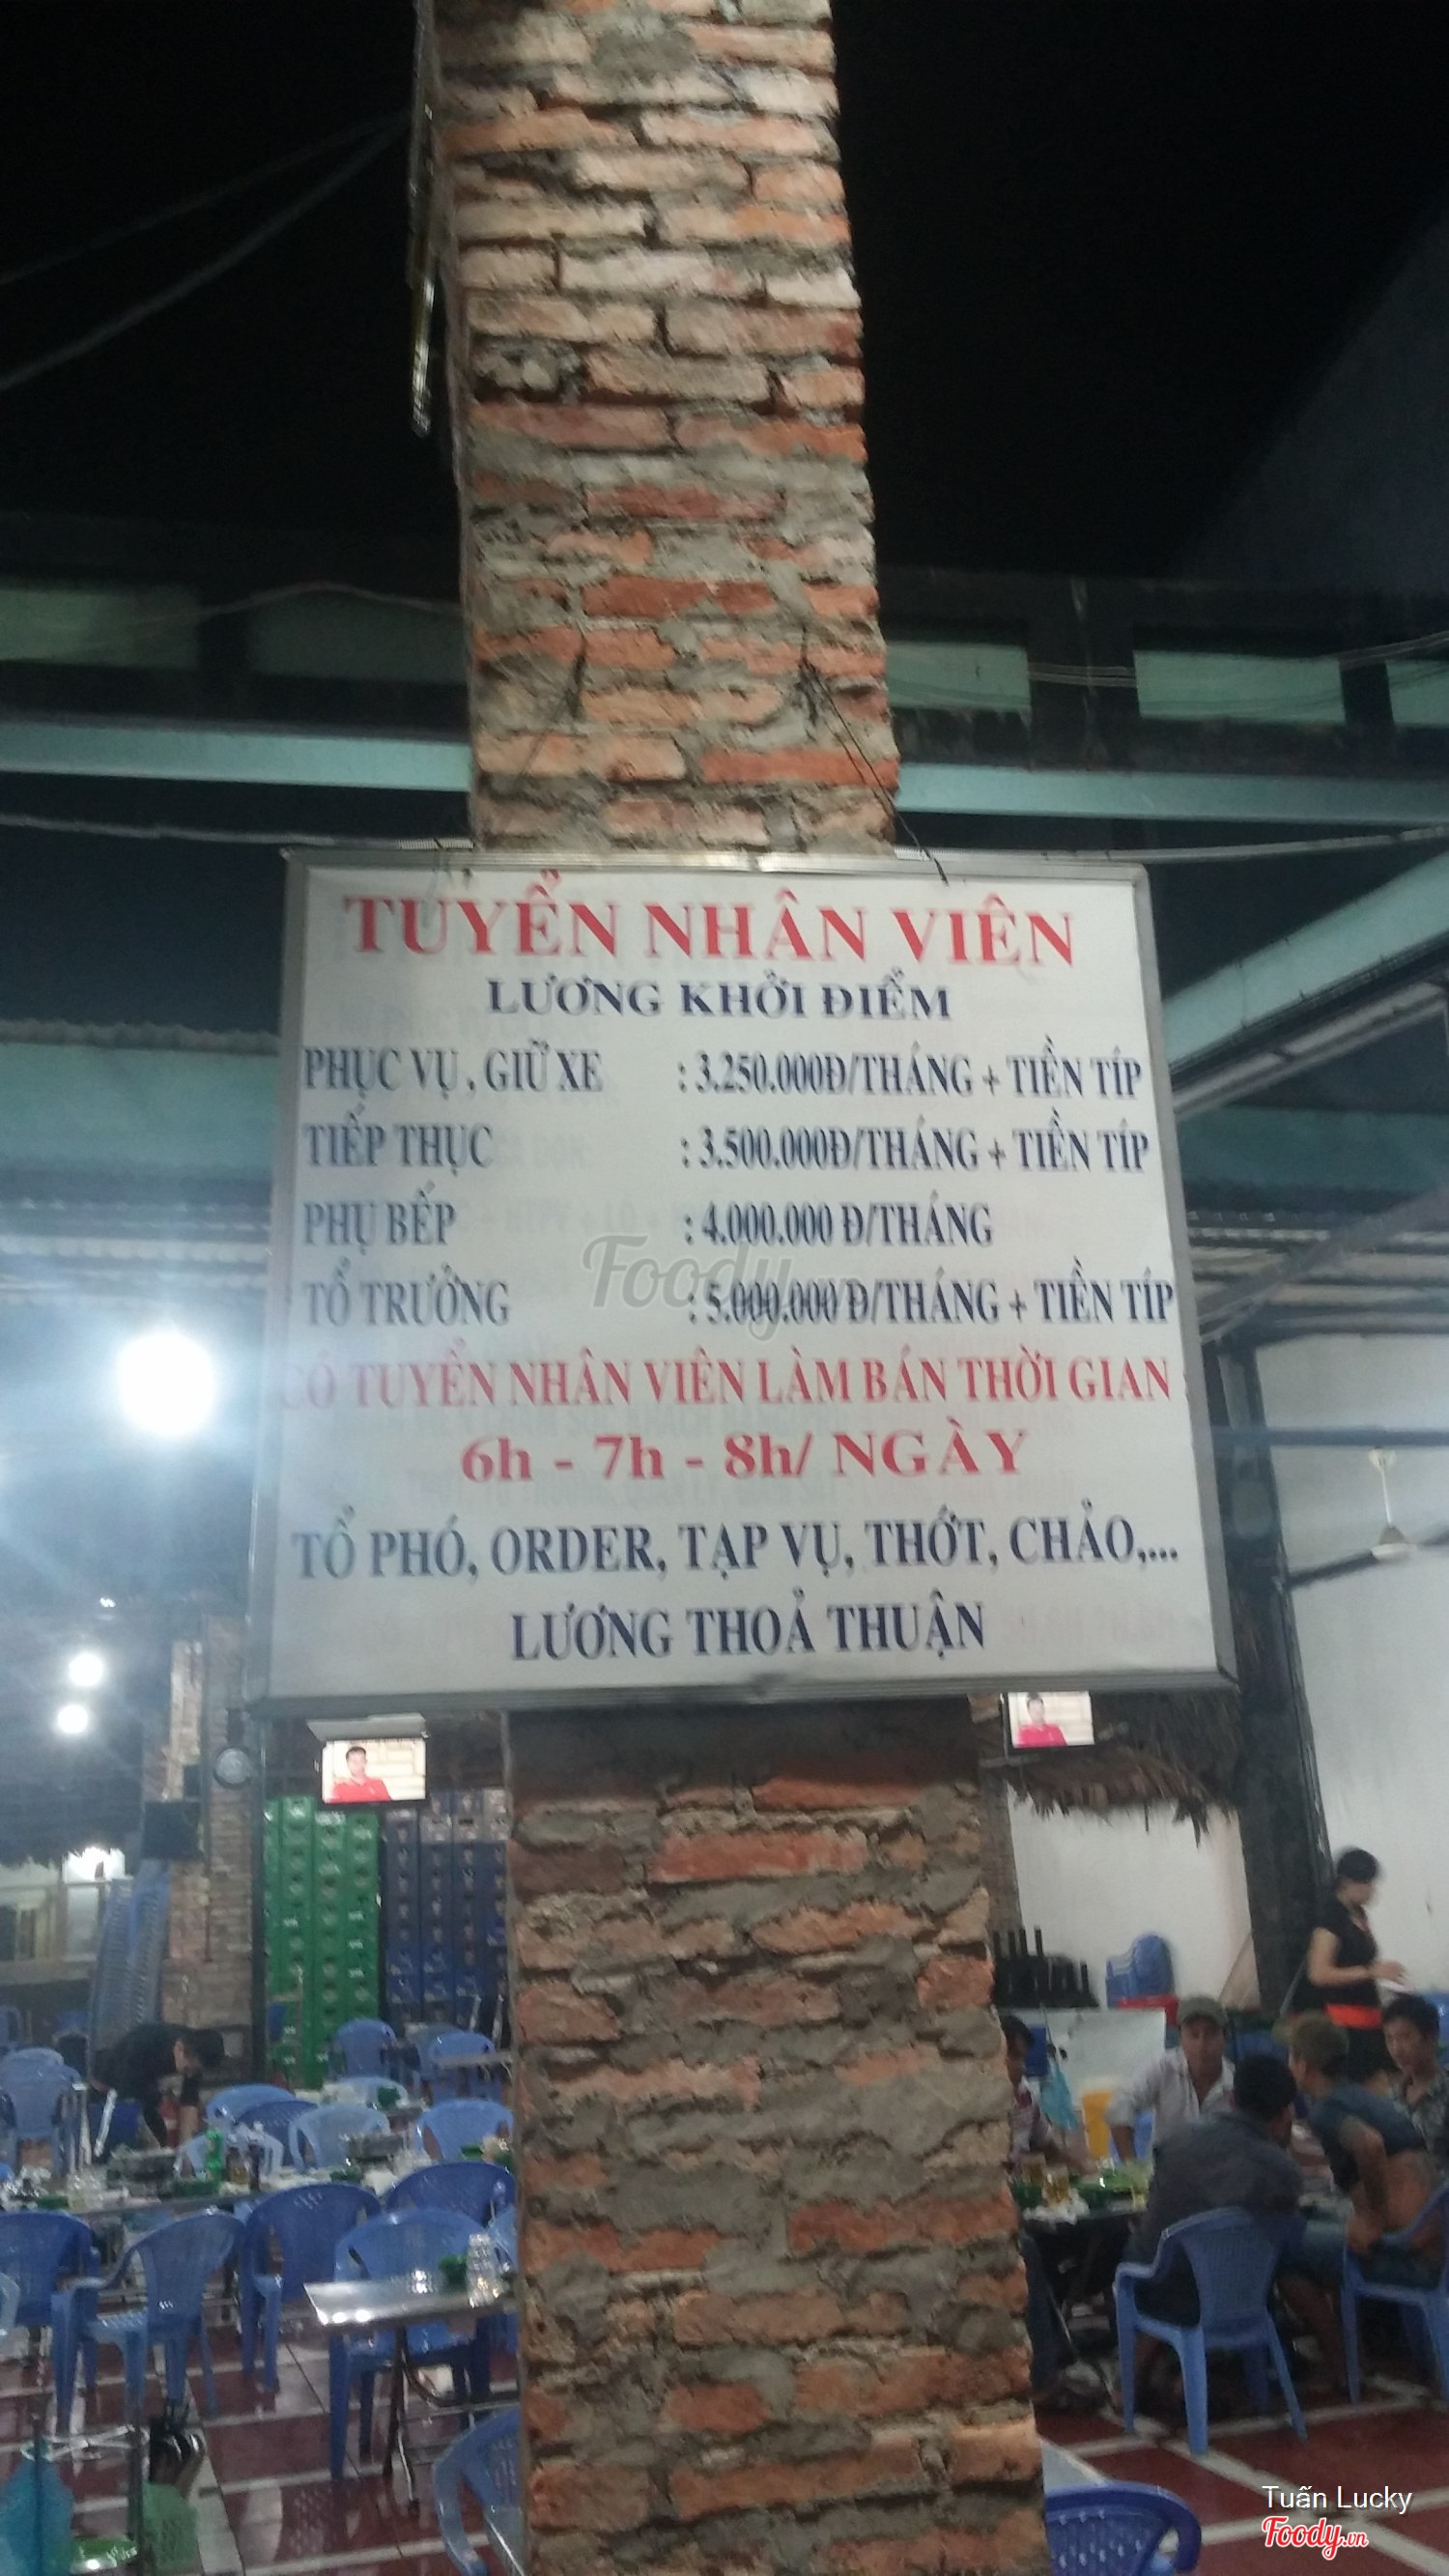 TUYỂN NHÂN VIÊN
LƯƠNG KHỞI ĐIỂM
PHỤC VỤ, GIỮ XE : 3.250.000Đ/THÁNG + TIỀN TÍP
TIẾP THỰC : 3.500.000Đ/THÁNG + TIỀN TÍP
PHỤ BẾP : 4.000.000 Đ/THÁNG
TỔ TRƯỞNG : 5.000.000 Đ/THÁNG + TIỀN TÍP
CÓ TUYỂN NHÂN VIÊN LÀM BÁN THỜI GIAN :
6h - 7h - 8h/ NGÀY
TỔ PHÓ, ORDER, TẠP VỤ, THỚT, CHẢO,...
LƯƠNG THOẢ THUẬN
Foody
Tuấn Lucky
Foody.vn